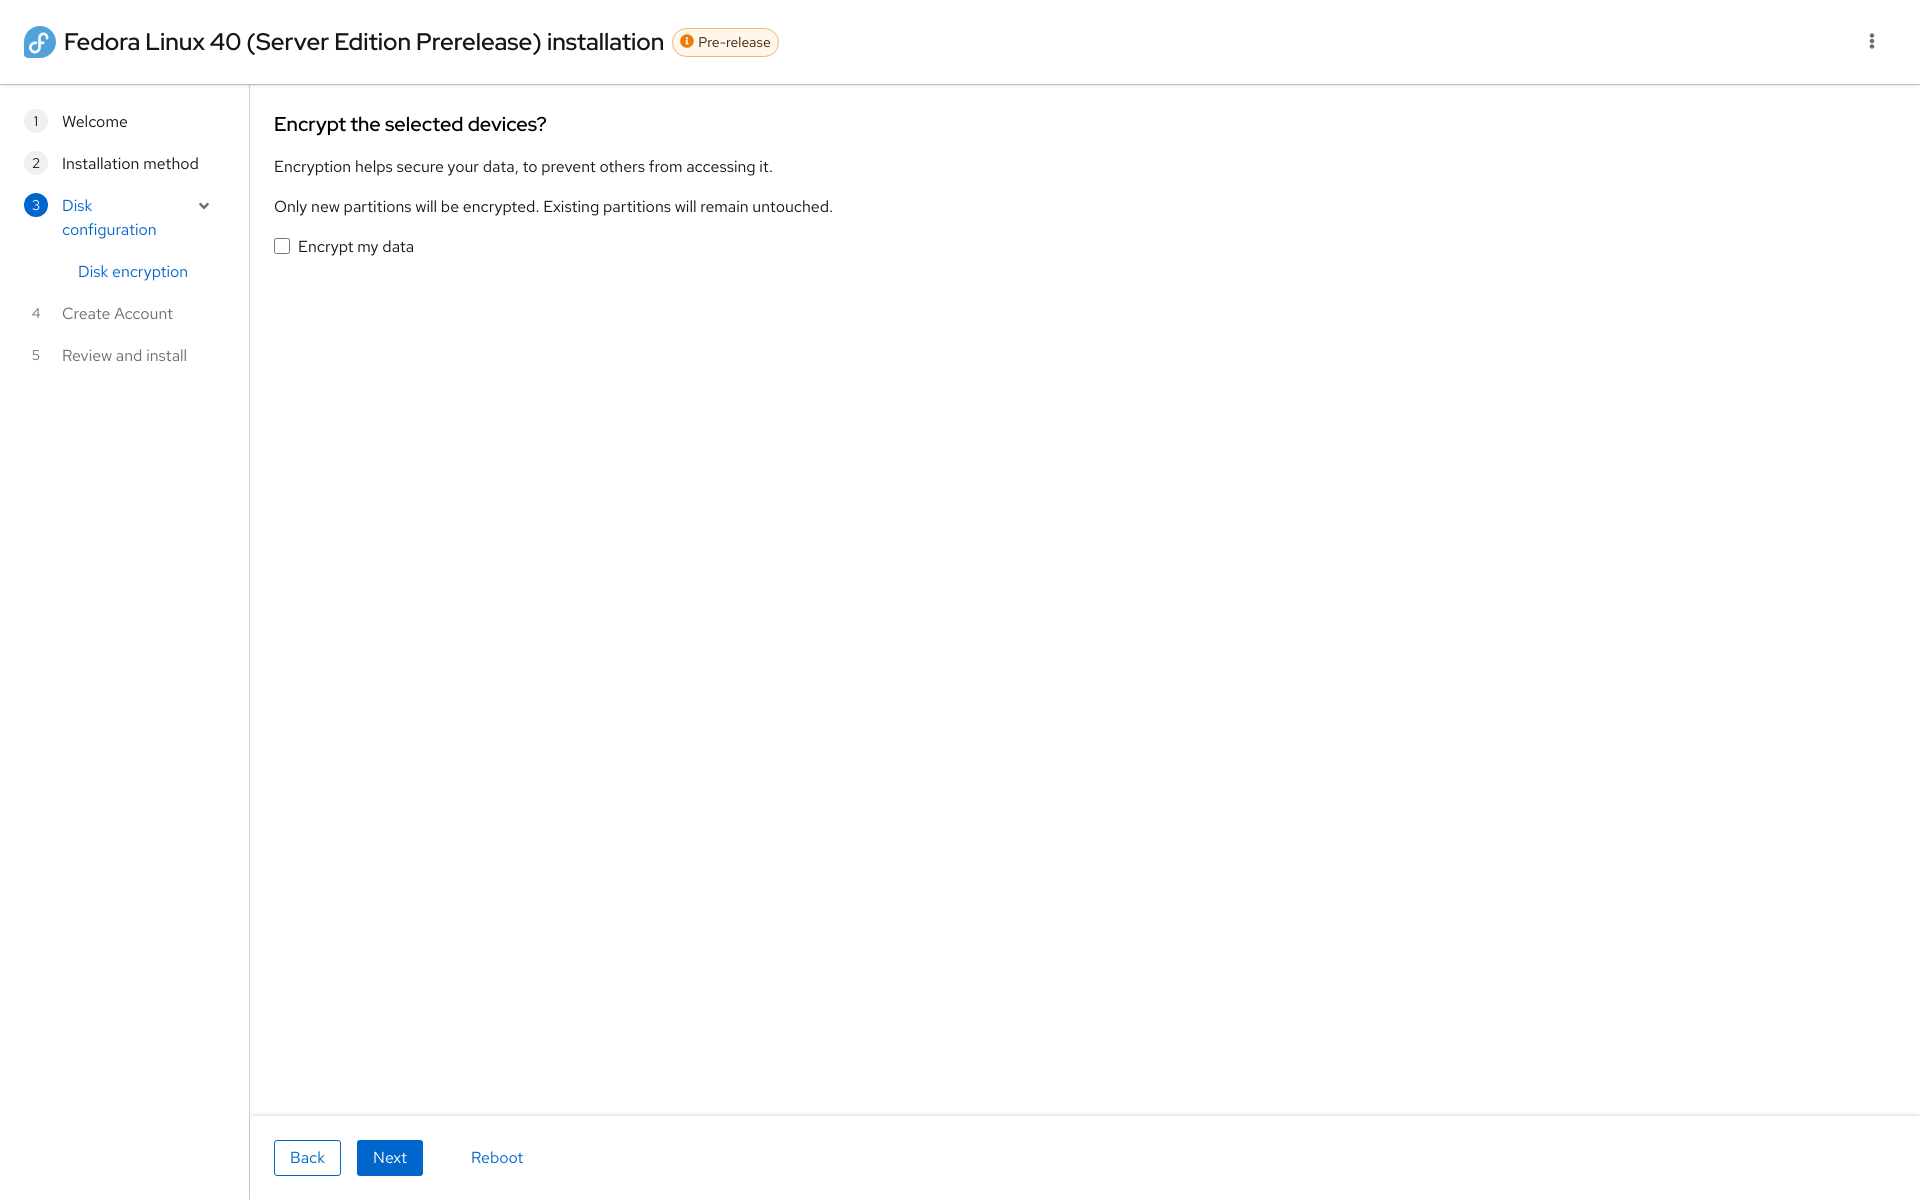 Fedora Linux 40 (Server Edition Prerelease) installation
Pre-release
1 Welcome
2 Installation method
3 Disk
configuration
Disk encryption
4 Create Account
5 Review and install
Encrypt the selected devices?
Encryption helps secure your data, to prevent others from accessing it.
Only new partitions will be encrypted. Existing partitions will remain untouched.
Encrypt my data
Back
Next
Reboot